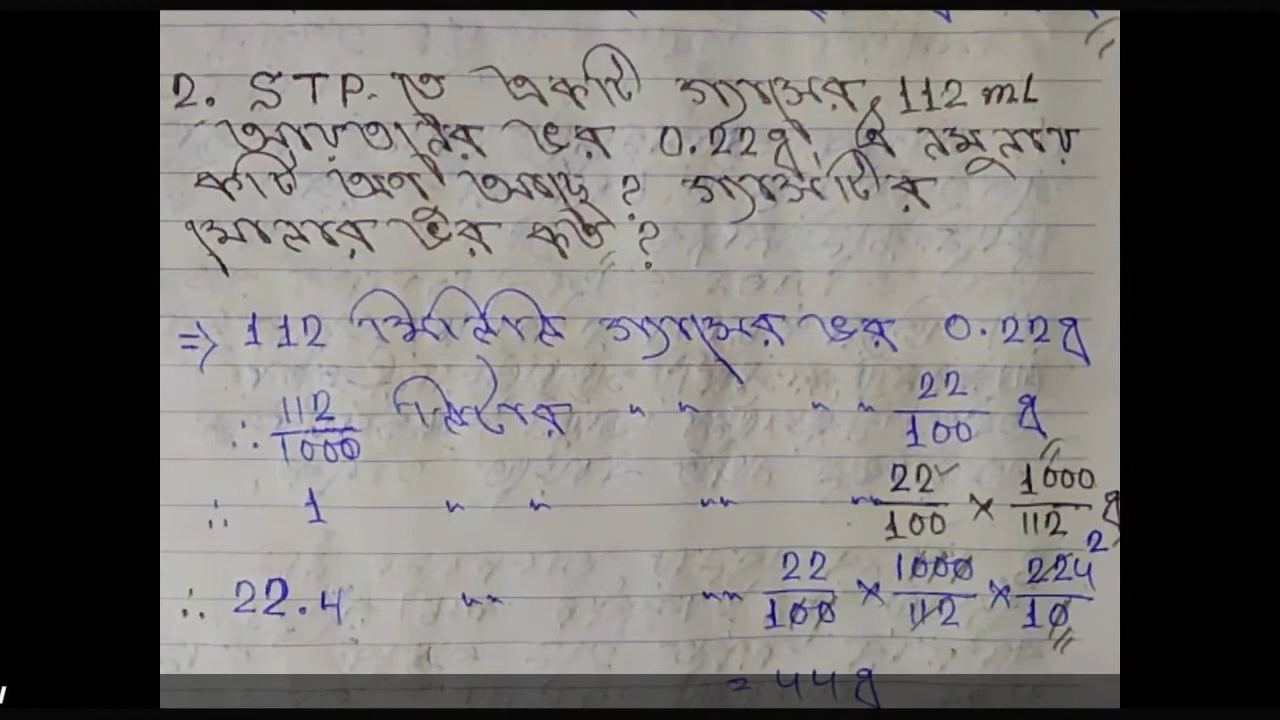 2. STP. তে একটি গ্যাসের 112 mL
আয়তনের ভর 0.22g। ঐ নমুনায়
কটি অণু আছে? গ্যাসটির
মোলার ভর কত?
⇒ 112 মিলিলি গ্যাসের ভর 0.22g
∴ 112/1000 লিটার " " " " 22/100 g
∴ 1 " " " " 22/100 × 1000/112 g
∴ 22.4 " " 22/100 × 1000/112 × 224/10 2
= 44g